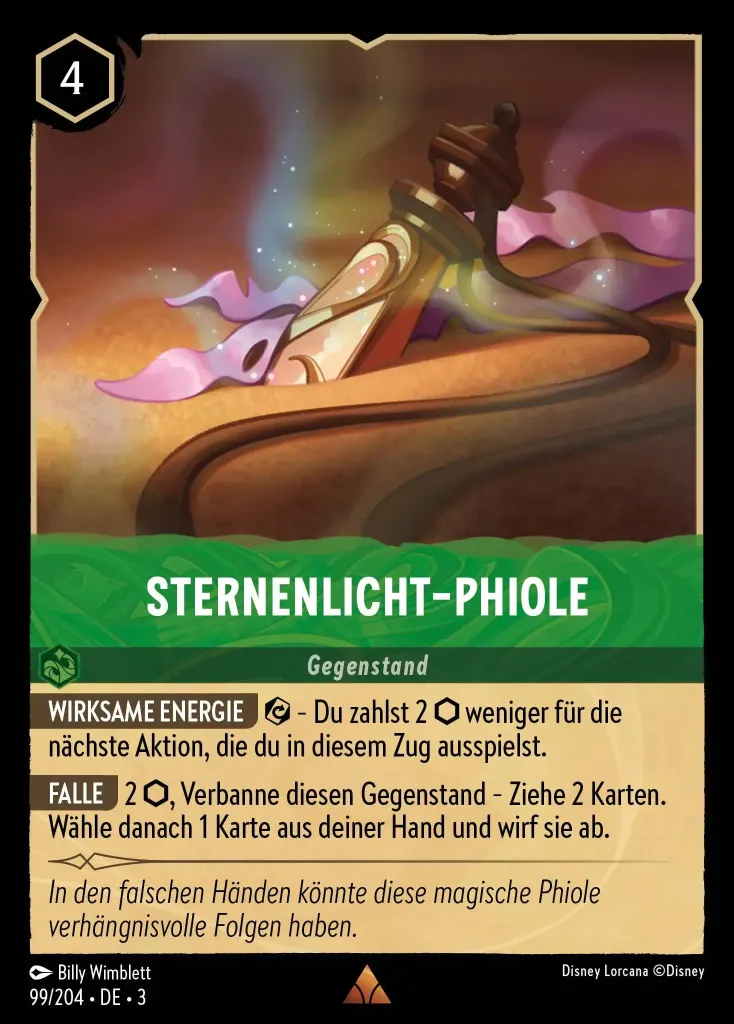 4
STERNENLICHT-PHIOLE
Gegenstand
WIRKSAME ENERGIE - Du zahlst 2 weniger für die
nächste Aktion, die du in diesem Zug ausspielst.
FALLE 2, Verbanne diesen Gegenstand - Ziehe 2 Karten.
Wähle danach 1 Karte aus deiner Hand und wirf sie ab.
In den falschen Händen könnte diese magische Phiole
verhängnisvolle Folgen haben.
Billy Wimblett
Disney Lorcana ©Disney
99/204 • DE • 3